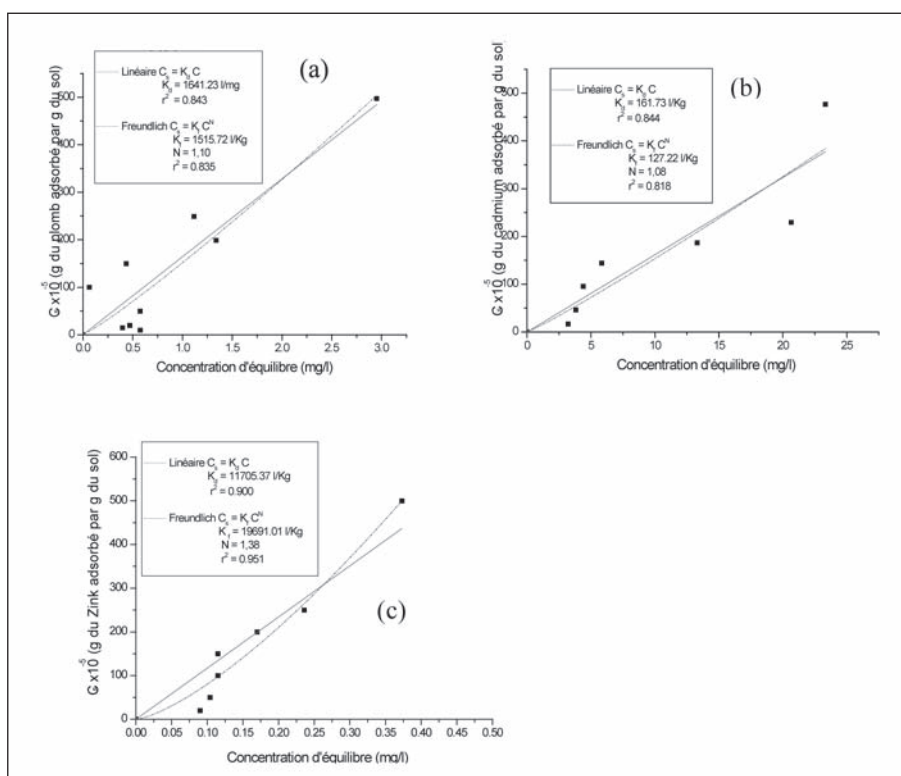 (a)
Linéaire C_s = K_d C
K_d = 1641.23 l/mg
r² = 0.843
Freundlich C_s = K_f C^N
K_f = 1515.72 l/Kg
N = 1,10
r² = 0.835
500
400
300
200
100
0
0.0 0.5 1.0 1.5 2.0 2.5 3.0
x10^-5 (g du plomb adsorbé par g du sol)
Concentration d'équilibre (mg/l)
(b)
Linéaire C_s = K_d C
K_d = 161.73 l/Kg
r² = 0.844
Freundlich C_s = K_f C^N
K_f = 127.22 l/Kg
N = 1,08
r² = 0.818
500
400
300
200
100
0
0 5 10 15 20 25
x10^-5 (g du cadmium adsorbé par g du sol
Concentration d'équilibre (mg/l)
(c)
Linéaire C_s = K_d C
K_d = 11705.37 l/Kg
r² = 0.900
Freundlich C_s = K_f C^N
K_f = 19691.01 l/Kg
N = 1,38
r² = 0.951
600
500
400
300
200
100
0
0.00 0.05 0.10 0.15 0.20 0.25 0.30 0.35 0.40 0.45 0.50
x10^-5 (g du Zink adsorbé par g du sol)
Concentration d'équilibre (mg/l)